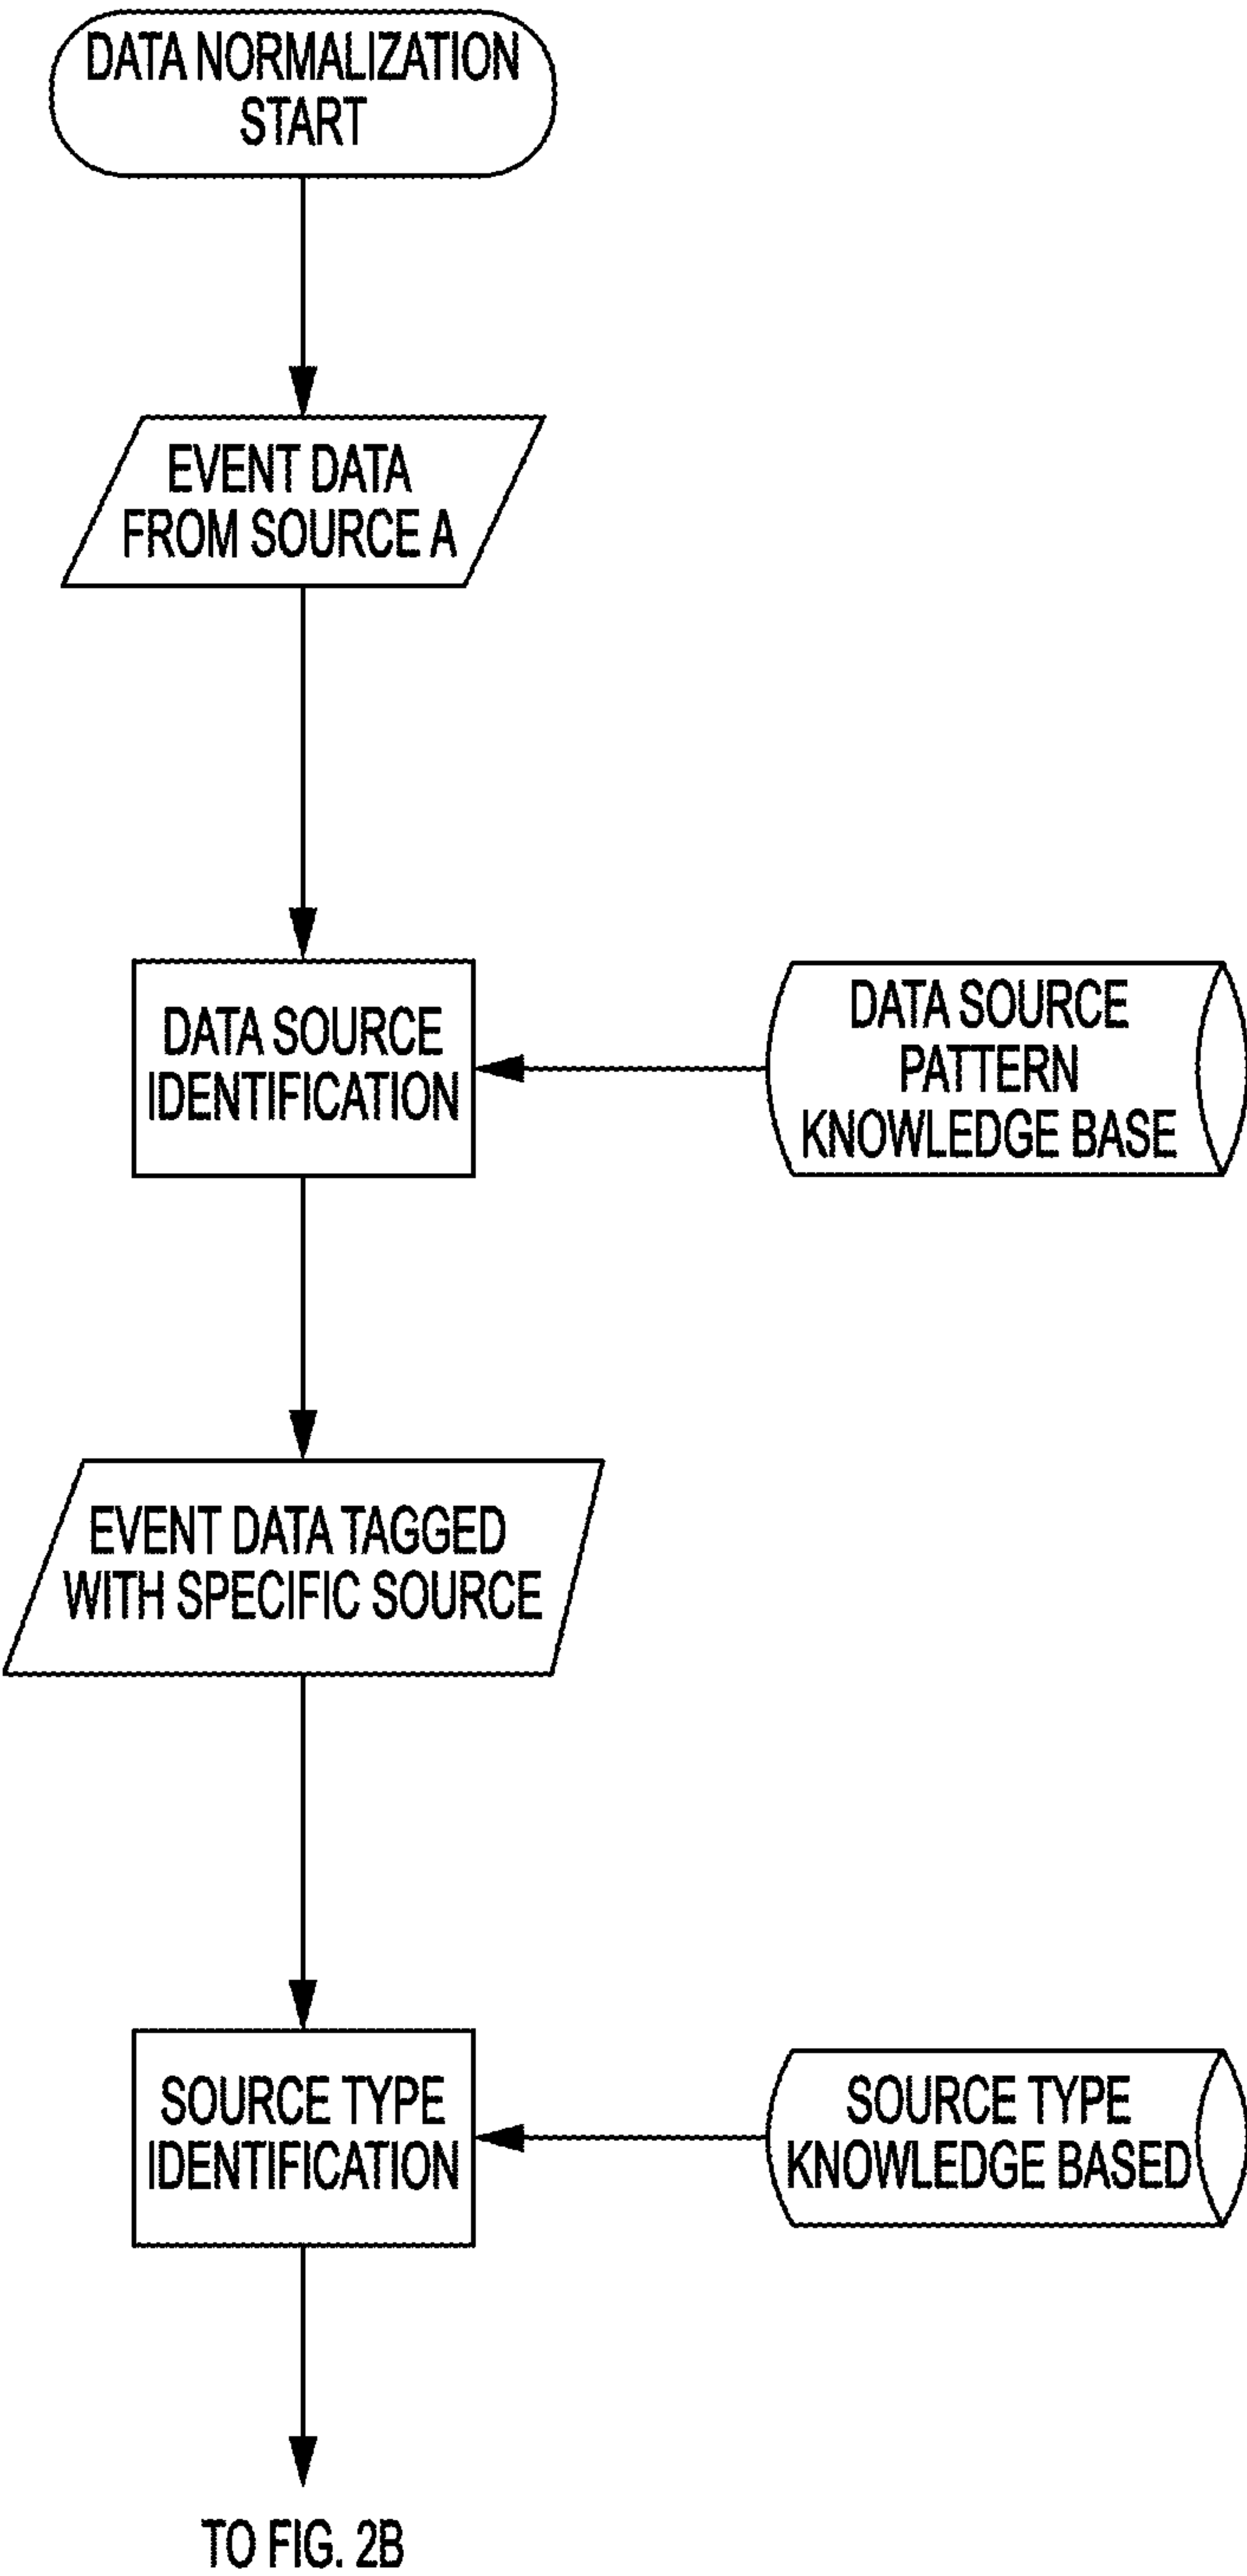 DATA NORMALIZATION
START
EVENT DATA
FROM SOURCE A
DATA SOURCE
IDENTIFICATION
DATA SOURCE
PATTERN
KNOWLEDGE BASE
EVENT DATA TAGGED
WITH SPECIFIC SOURCE
SOURCE TYPE
IDENTIFICATION
SOURCE TYPE
KNOWLEDGE BASED
TO FIG. 2B